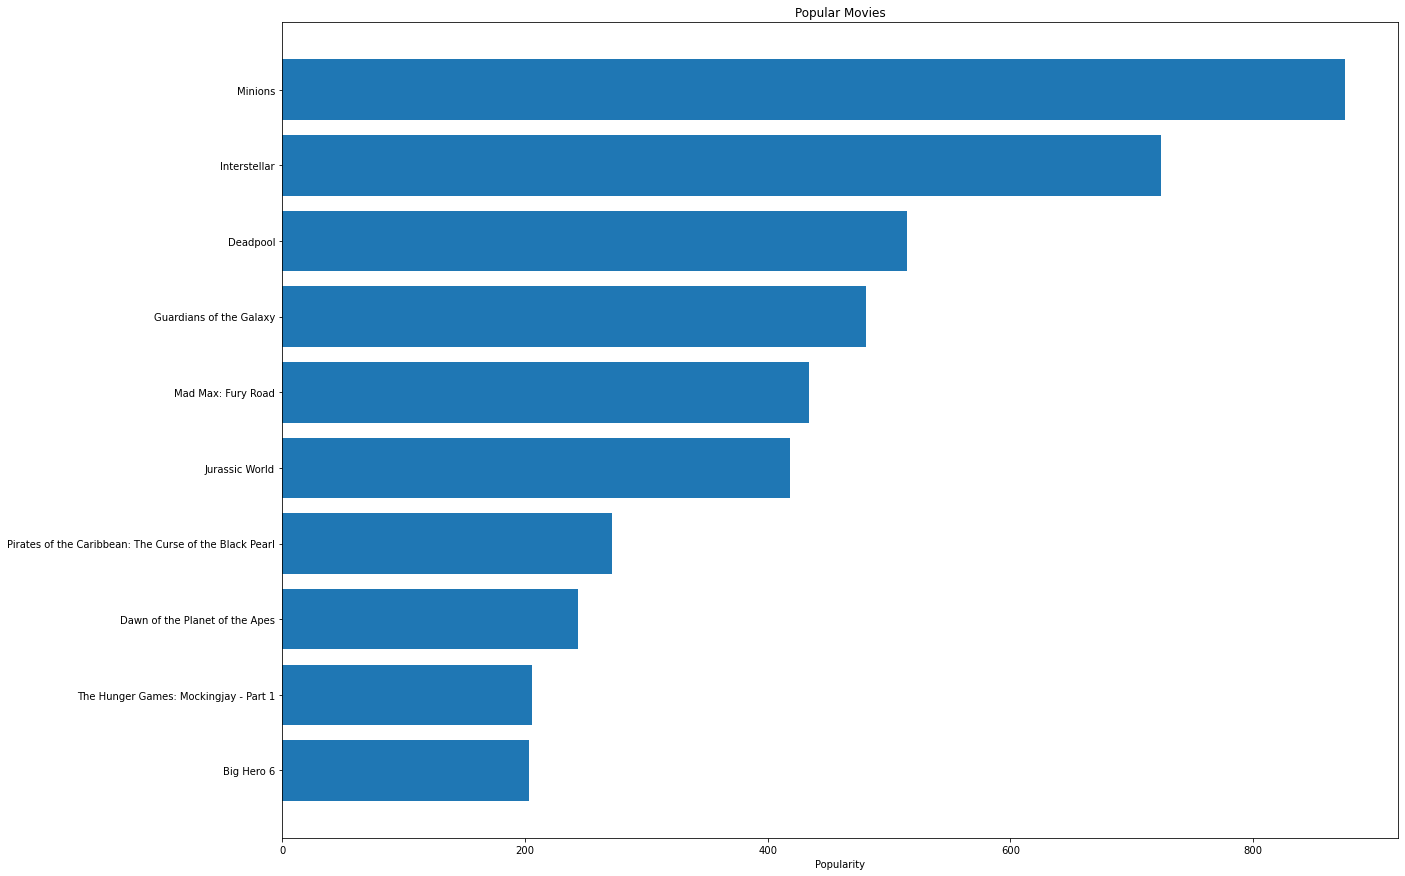 Popular Movies
Minions
Interstellar
Deadpool
Guardians of the Galaxy
Mad Max: Fury Road
Jurassic World
Pirates of the Caribbean: The Curse of the Black Pearl
Dawn of the Planet of the Apes
The Hunger Games: Mockingjay - Part 1
Big Hero 6
0 200 400 600 800
Popularity